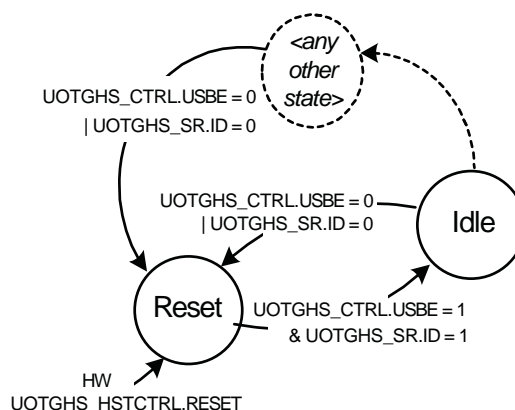 <any
other
state>
UOTGHS_CTRL.USBE = 0
| UOTGHS_SR.ID = 0
UOTGHS_CTRL.USBE = 0
| UOTGHS_SR.ID = 0
Idle
Reset
UOTGHS_CTRL.USBE = 1
& UOTGHS_SR.ID = 1
HW
UOTGHS_HSTCTRL.RESET